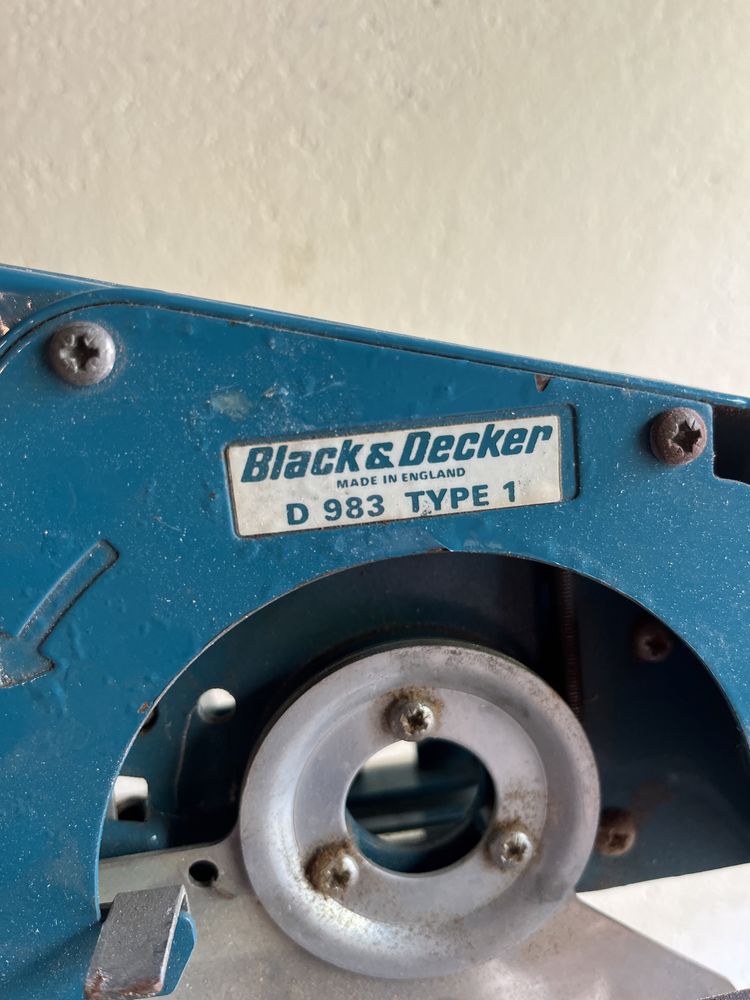 Black & Decker
MADE IN ENGLAND
D 983 TYPE 1